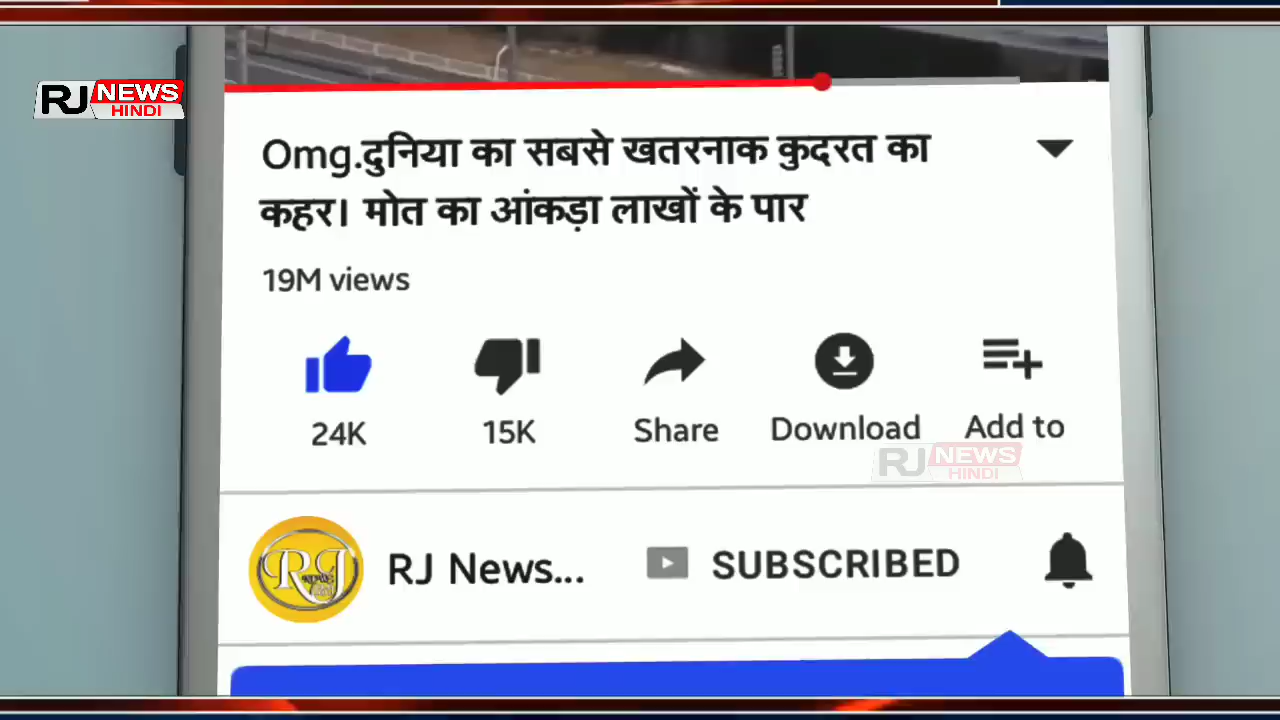 RJ NEWS
HINDI
Omg.दुनिया का सबसे खतरनाक कुदरत का
कहर। मोत का आंकड़ा लाखों के पार
19M views
24K
15K
Share
Download
Add to
RJ NEWS
HINDI
RJ
RJ News...
SUBSCRIBED